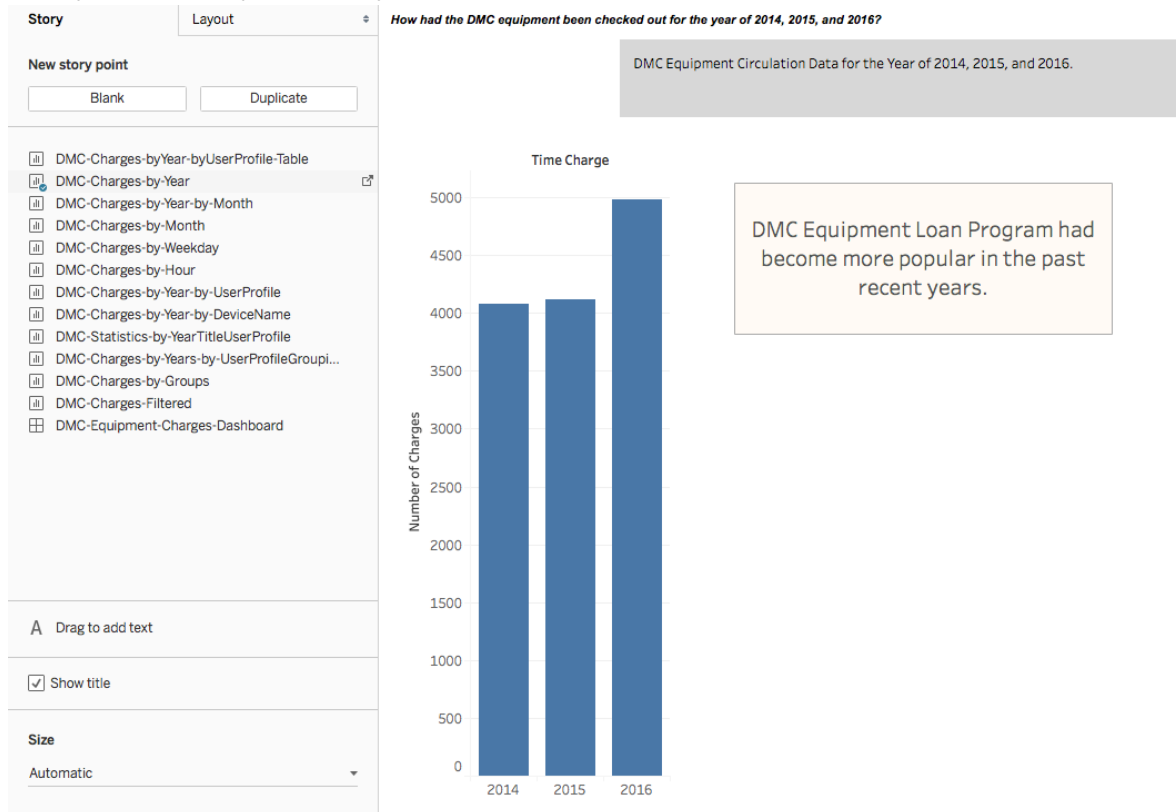 Story
Layout
New story point
Blank
Duplicate
DMC-Charges-byYear-byUserProfile-Table
DMC-Charges-by-Year
DMC-Charges-by-Year-by-Month
DMC-Charges-by-Month
DMC-Charges-by-Weekday
DMC-Charges-by-Hour
DMC-Charges-by-Year-by-UserProfile
DMC-Charges-by-Year-by-DeviceName
DMC-Statistics-by-YearTitleUserProfile
DMC-Charges-by-Years-by-UserProfileGroupi...
DMC-Charges-by-Groups
DMC-Charges-Filtered
DMC-Equipment-Charges-Dashboard
A Drag to add text
Show title
Size
Automatic
How had the DMC equipment been checked out for the year of 2014, 2015, and 2016?
DMC Equipment Circulation Data for the Year of 2014, 2015, and 2016.
Time Charge
5000
4500
4000
3500
3000
2500
2000
1500
1000
500
0
Number of Charges
2014
2015
2016
DMC Equipment Loan Program had
become more popular in the past
recent years.